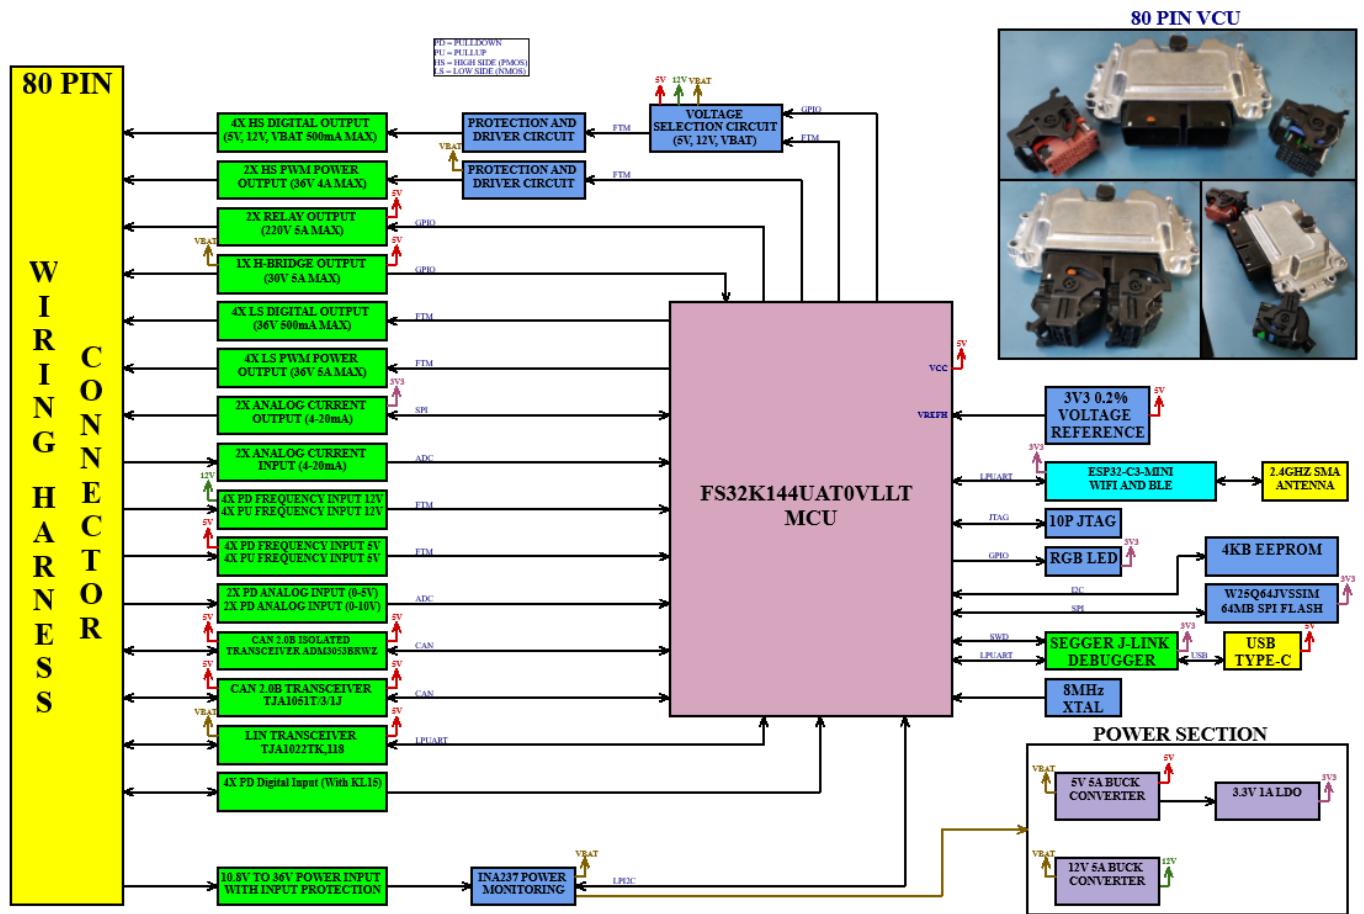 80 PIN VCU
PD = PULLDOWN
PU = PULLUP
HS = HIGH SIDE (PMOS)
LS = LOW SIDE (NMOS)
80 PIN
WIRING HARNESS
CONNECTOR
4X HS DIGITAL OUTPUT
(5V, 12V, VBAT 500mA MAX)
PROTECTION AND
DRIVER CIRCUIT
FTM
5V
12V
VBAT
VOLTAGE
SELECTION CIRCUIT
(5V, 12V, VBAT)
GPIO
FTM
2X HS PWM POWER
OUTPUT (36V 4A MAX)
VBAT
PROTECTION AND
DRIVER CIRCUIT
FTM
2X RELAY OUTPUT
(220V 5A MAX)
5V
GPIO
VBAT
1X H-BRIDGE OUTPUT
(30V 5A MAX)
5V
GPIO
4X LS DIGITAL OUTPUT
(36V 500mA MAX)
FTM
4X LS PWM POWER
OUTPUT (36V 5A MAX)
FTM
2X ANALOG CURRENT
OUTPUT (4-20mA)
3V3
SPI
2X ANALOG CURRENT
INPUT (4-20mA)
ADC
12V
4X PD FREQUENCY INPUT 12V
4X PU FREQUENCY INPUT 12V
FTM
5V
4X PD FREQUENCY INPUT 5V
4X PU FREQUENCY INPUT 5V
FTM
2X PD ANALOG INPUT (0-5V)
2X PD ANALOG INPUT (0-10V)
ADC
5V
CAN 2.0B ISOLATED
TRANSCEIVER ADM3053BRWZ
5V
CAN
5V
CAN 2.0B TRANSCEIVER
TJA1051T/3/1J
5V
CAN
VBAT
LIN TRANSCEIVER
TJA1022TK,118
5V
LPUART
4X PD Digital Input (With KL15)
10.8V TO 36V POWER INPUT
WITH INPUT PROTECTION
INA237 POWER
MONITORING
VBAT
LPI2C
FS32K144UAT0VLLT
MCU
VCC
5V
VREFH
3V3 0.2%
VOLTAGE
REFERENCE
5V
LPUART
3V3
ESP32-C3-MINI
WIFI AND BLE
2.4GHZ SMA
ANTENNA
JTAG
10P JTAG
GPIO
RGB LED
3V3
I2C
4KB EEPROM
SPI
W25Q64JVSSIM
64MB SPI FLASH
3V3
SWD
LPUART
SEGGER J-LINK
DEBUGGER
3V3
USB
USB
TYPE-C
5V
8MHz
XTAL
POWER SECTION
VBAT
5V 5A BUCK
CONVERTER
5V
3.3V 1A LDO
3V3
VBAT
12V 5A BUCK
CONVERTER
12V